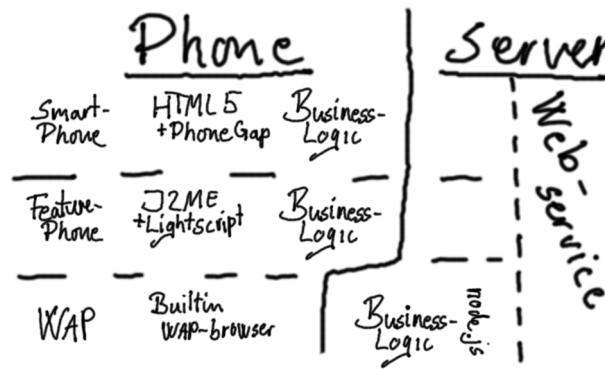 Phone
Server
Smart-
Phone
HTML5
+PhoneGap
Business-
Logic
Feature-
Phone
J2ME
+Lightscript
Business-
Logic
WAP
Builtin
WAP-browser
Business-
Logic
node.js
Web-
service